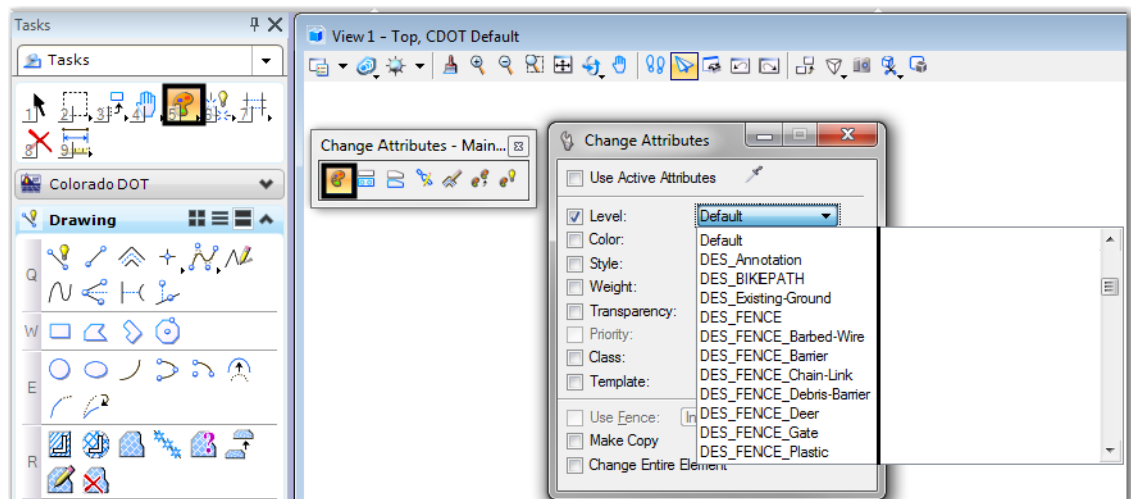 Tasks
Tasks
1 2 3 4 5 6 7
8 9
Colorado DOT
Drawing
Q
W
E
R
View 1 - Top, CDOT Default
Change Attributes - Main...
Change Attributes
Use Active Attributes
Level: Default
Color:
Style:
Weight:
Transparency:
Priority:
Class:
Template:
Use Fence: In
Make Copy
Change Entire Element
Default
DES_Annotation
DES_BIKEPATH
DES_Existing-Ground
DES_FENCE
DES_FENCE_Barbed-Wire
DES_FENCE_Barrier
DES_FENCE_Chain-Link
DES_FENCE_Debris-Barrier
DES_FENCE_Deer
DES_FENCE_Gate
DES_FENCE_Plastic